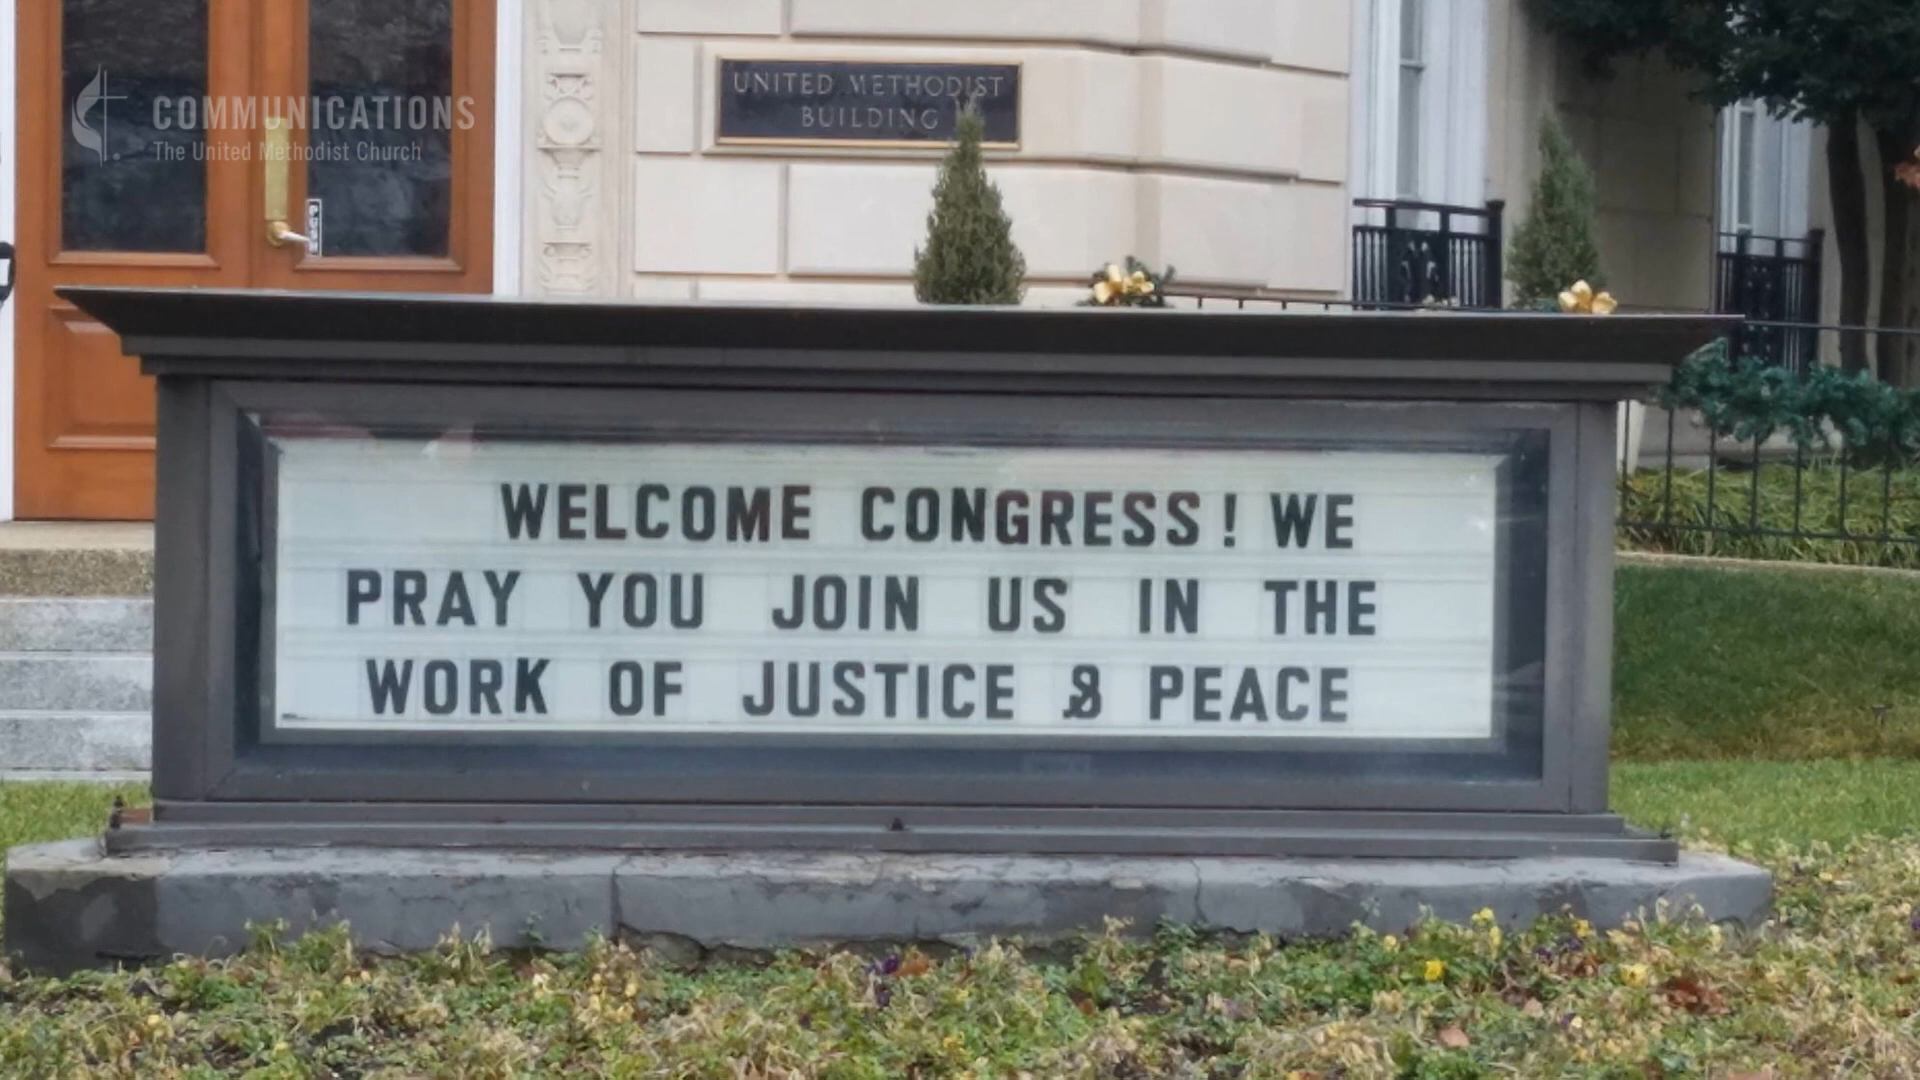 COMMUNICATIONS
The United Methodist Church
UNITED METHODIST
BUILDING
PUSH
WELCOME CONGRESS! WE
PRAY YOU JOIN US IN THE
WORK OF JUSTICE & PEACE